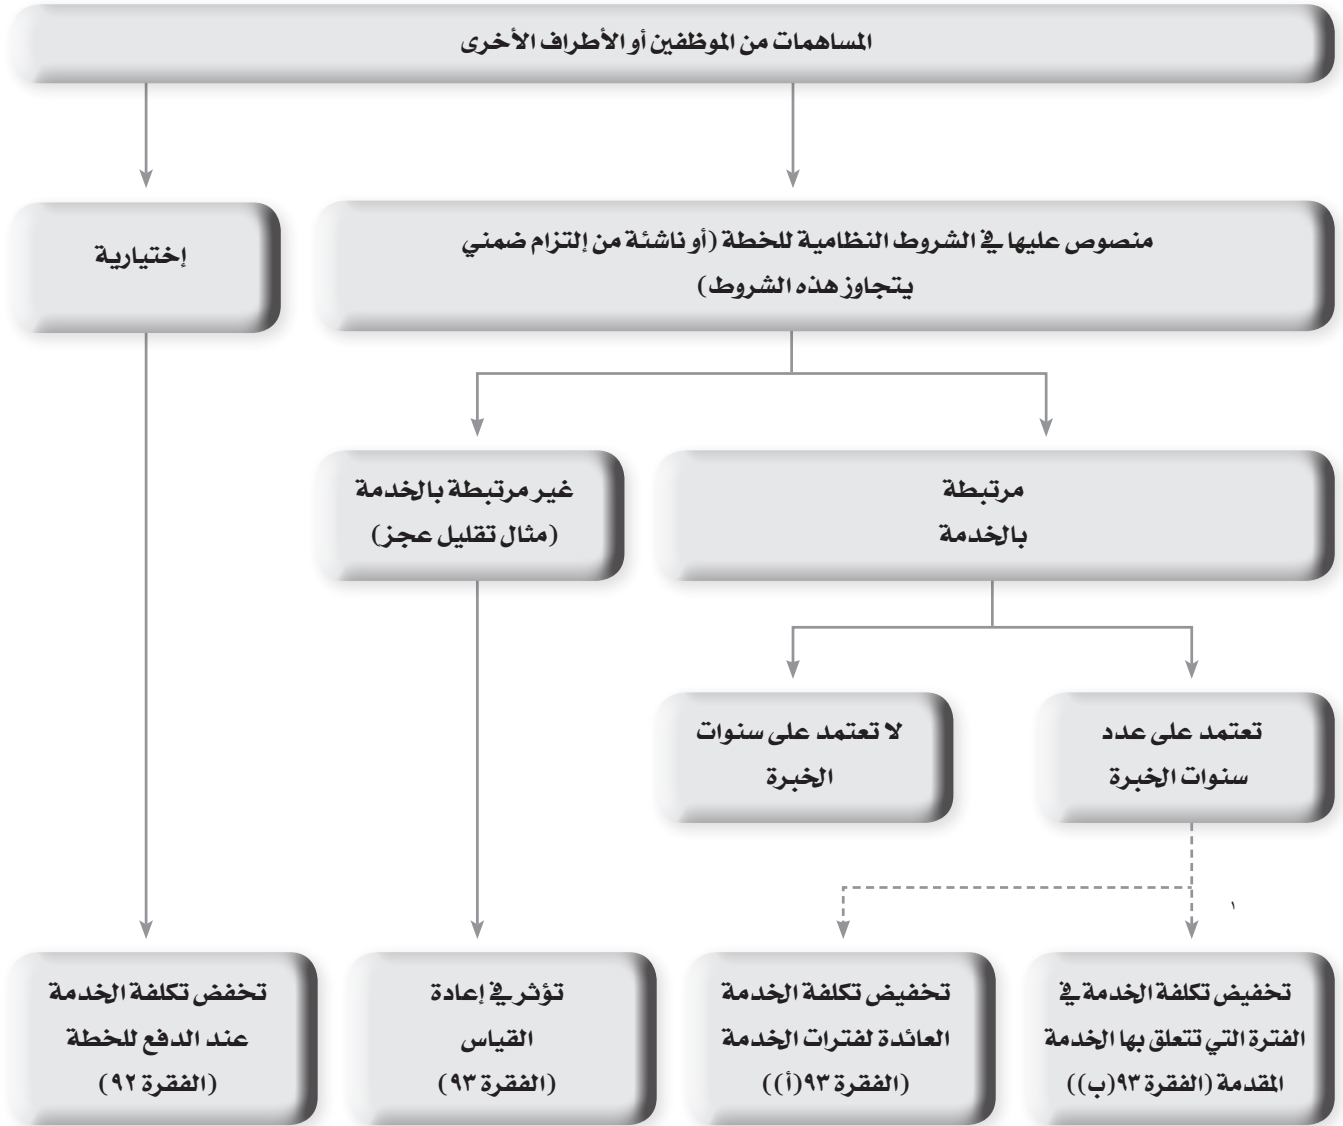 المساهمات من الموظفين أو الأطراف الأخرى
منصوص عليها في الشروط النظامية للخطة (أو ناشئة من إلتزام ضمني
يتجاوز هذه الشروط)
إختيارية
مرتبطة
بالخدمة
غير مرتبطة بالخدمة
(مثال تقليل عجز)
تعتمد على عدد
سنوات الخبرة
لا تعتمد على سنوات
الخبرة
١
تخفيض تكلفة الخدمة في
الفترة التي تتعلق بها الخدمة
المقدمة (الفقرة ٩٣(ب))
تخفيض تكلفة الخدمة
العائدة لفترات الخدمة
(الفقرة ٩٣(أ))
تؤثر في إعادة
القياس
(الفقرة ٩٣)
تخفض تكلفة الخدمة
عند الدفع للخطة
(الفقرة ٩٢)